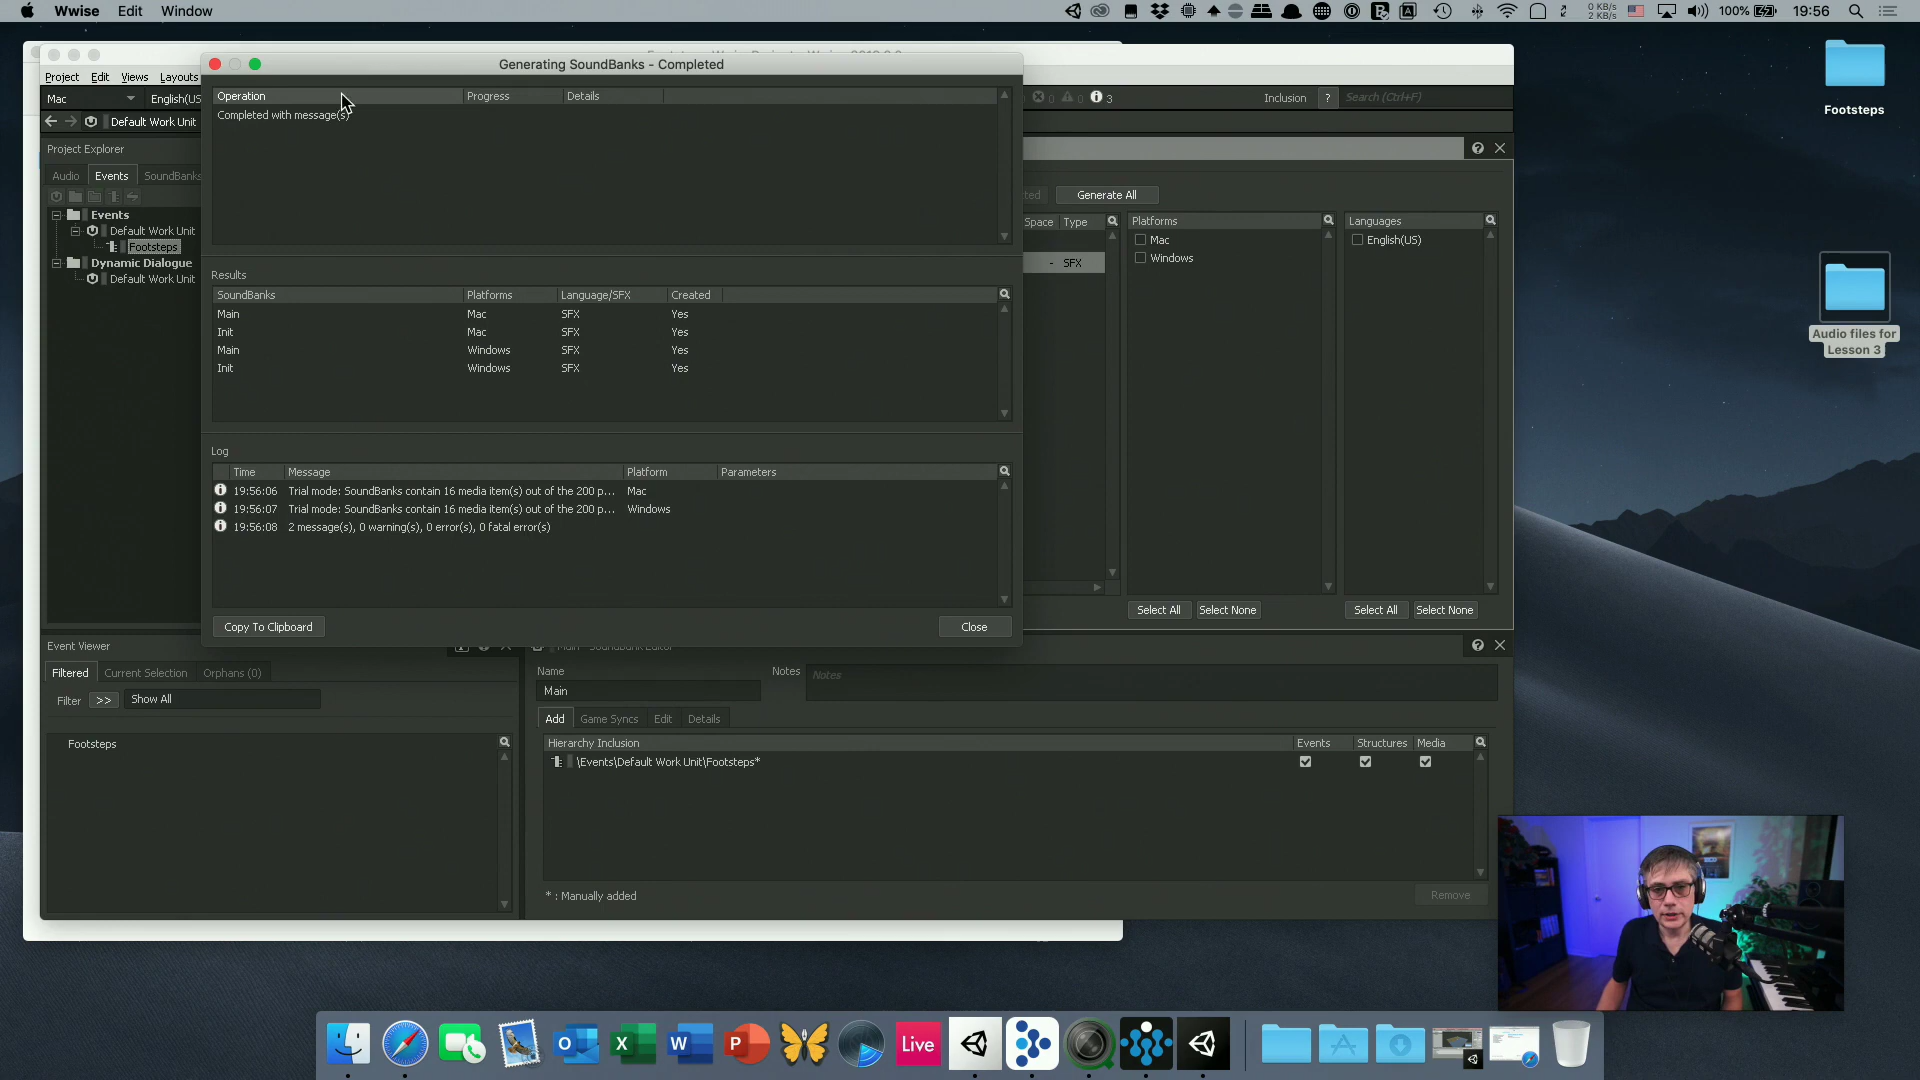 Wwise Edit Window
0 KB/s
2 KB/s
100%
19:56
Generating SoundBanks - Completed
Project Edit Views Layouts
Mac
English(US
Operation Progress Details
Completed with message(s)
0 0 3
Inclusion ? Search (Ctrl+F)
Default Work Unit
Project Explorer
Audio Events SoundBanks
Events
Default Work Unit
Footsteps
Dynamic Dialogue
Default Work Unit
Generate All
Space Type
- SFX
Platforms
Mac
Windows
Languages
English(US)
Select All Select None
Select All Select None
Results
SoundBanks Platforms Language/SFX Created
Main Mac SFX Yes
Init Mac SFX Yes
Main Windows SFX Yes
Init Windows SFX Yes
Log
Time Message Platform Parameters
19:56:06 Trial mode: SoundBanks contain 16 media item(s) out of the 200 p... Mac
19:56:07 Trial mode: SoundBanks contain 16 media item(s) out of the 200 p... Windows
19:56:08 2 message(s), 0 warning(s), 0 error(s), 0 fatal error(s)
Copy To Clipboard
Close
Event Viewer
Filtered Current Selection Orphans (0)
Filter >> Show All
Footsteps
Name
Main
Notes
Notes
Add Game Syncs Edit Details
Hierarchy Inclusion Events Structures Media
\Events\Default Work Unit\Footsteps*
* : Manually added
Remove
Footsteps
Audio files for
Lesson 3
Live